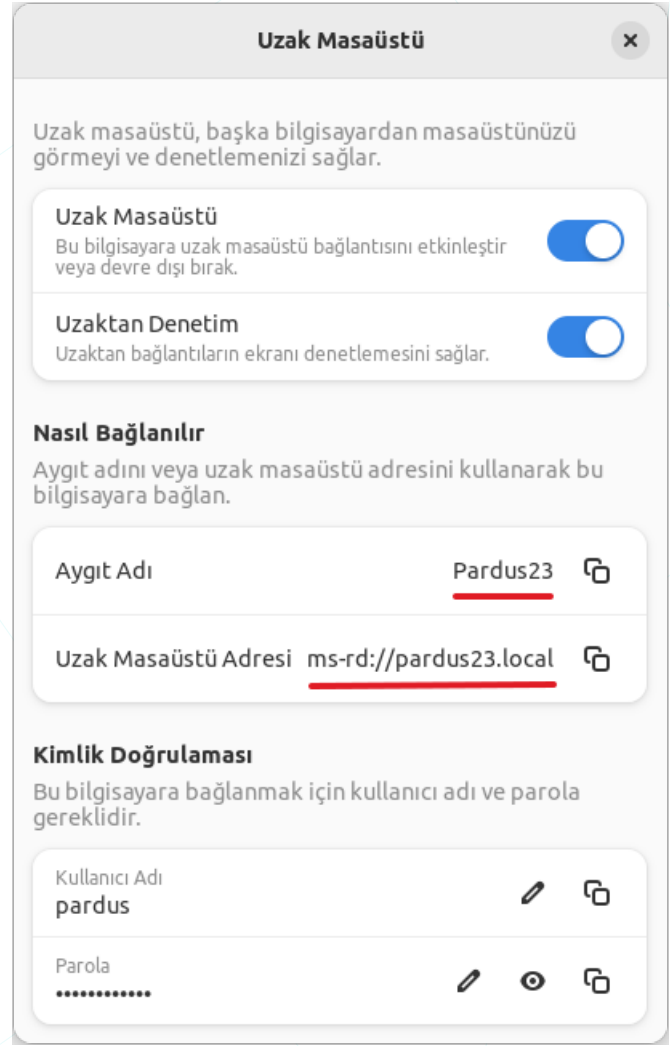 Uzak Masaüstü
Uzak masaüstü, başka bilgisayardan masaüstünüzü
görmeyi ve denetlemenizi sağlar.
Uzak Masaüstü
Bu bilgisayara uzak masaüstü bağlantısını etkinleştir
veya devre dışı bırak.
Uzaktan Denetim
Uzaktan bağlantıların ekranı denetlemesini sağlar.
Nasıl Bağlanılır
Aygıt adını veya uzak masaüstü adresini kullanarak bu
bilgisayara bağlan.
Aygıt Adı Pardus23
Uzak Masaüstü Adresi ms-rd://pardus23.local
Kimlik Doğrulaması
Bu bilgisayara bağlanmak için kullanıcı adı ve parola
gereklidir.
Kullanıcı Adı
pardus
Parola
••••••••••••